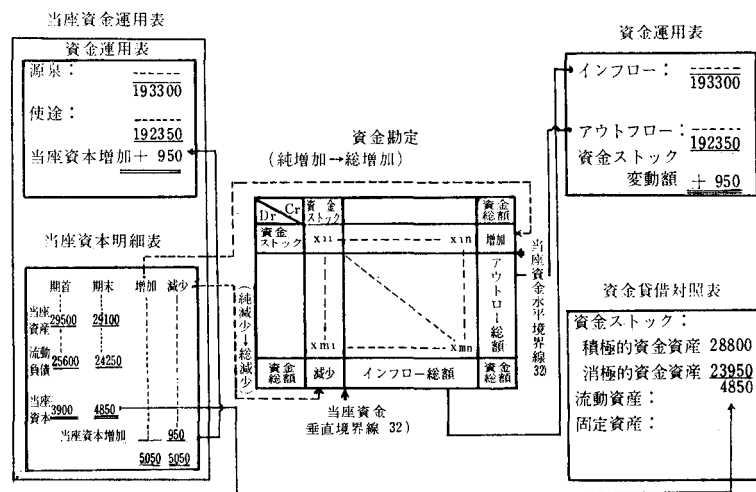 当座資金運用表
資金運用表
源泉：
193300
使途：
192350
当座資本増加＋ 950
当座資本明細表
期首 期末 増加 減少
当座資産 29500 29100
流動負債 25600 24250
当座資本 3900 4850
当座資本増加 950
5050 5050
資金勘定
(純増加→総増加)
Dr Cr 資金ストック 資金総額
資金ストック x11 x1n 増加
アウトフロー総額
xm1 xmn
資金総額 減少 インフロー総額 資金総額
(純減少→総減少)
当座資金水平境界線 32)
当座資金
垂直境界線 32)
資金運用表
インフロー：
193300
アウトフロー：
192350
資金ストック
変動額 ＋ 950
資金貸借対照表
資金ストック：
積極的資金資産 28800
消極的資金資産 23950
4850
流動資産：
固定資産：